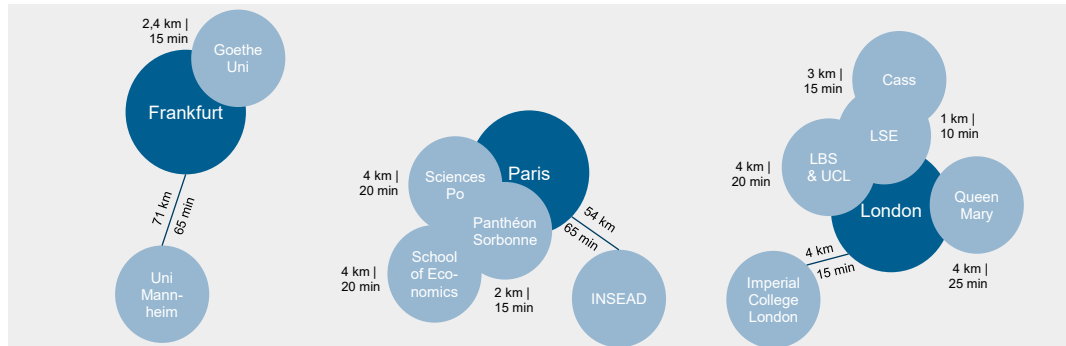 2,4 km |
15 min
Goethe
Uni
Frankfurt
71 km
65 min
Uni
Mann-
heim
Paris
4 km |
20 min
Sciences
Po
Panthéon
Sorbonne
54 km
65 min
4 km |
20 min
School
of Eco-
nomics
2 km |
15 min
INSEAD
3 km |
15 min
Cass
1 km |
10 min
LSE
4 km |
20 min
LBS
& UCL
London
Queen
Mary
4 km
15 min
4 km |
25 min
Imperial
College
London